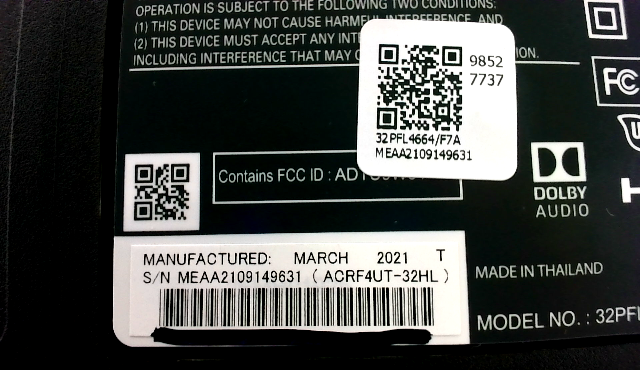 OPERATION IS SUBJECT TO THE FOLLOWING TWO CONDITIONS:
(1) THIS DEVICE MAY NOT CAUSE HARMFUL INTERFERENCE, AND
(2) THIS DEVICE MUST ACCEPT ANY
INCLUDING INTERFERENCE THAT MAY
9852
7737
32PFL4664/F7A
MEAA2109149631
FC
Contains FCC ID :
DOLBY
AUDIO
MANUFACTURED: MARCH 2021 T
S/N MEAA2109149631 ( ACRF4UT-32HL )
MADE IN THAILAND
MODEL NO. : 32PFL